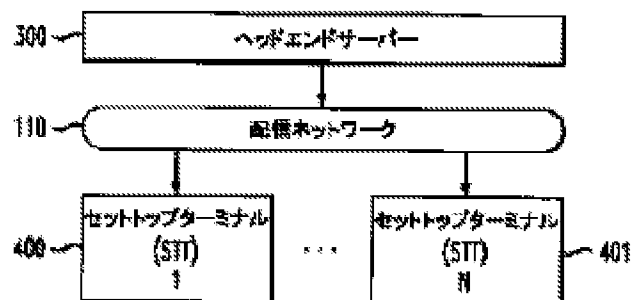 300
ヘッドエンドサーバー
110
配信ネットワーク
セットトップターミナル
(STT)
1
400
...
セットトップターミナル
(STT)
N
401